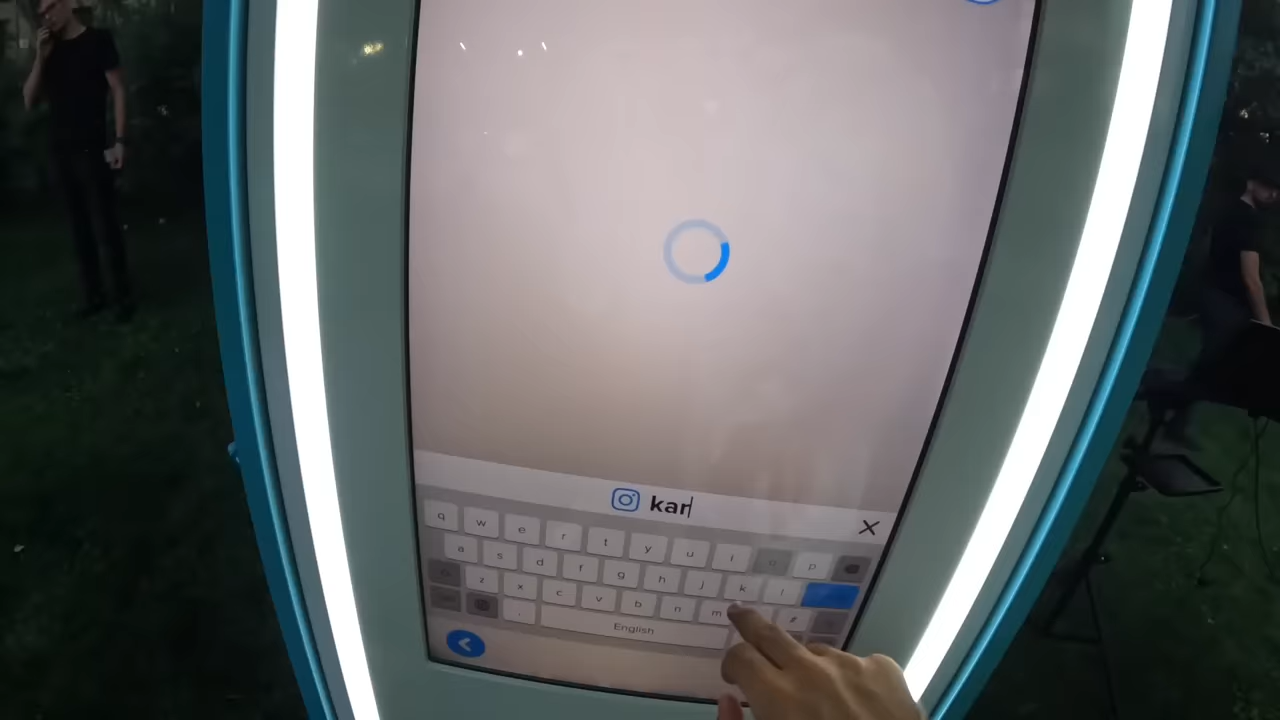 kar
q w e r t y u i o p
a s d f g h j k l
z x c v b n m
English